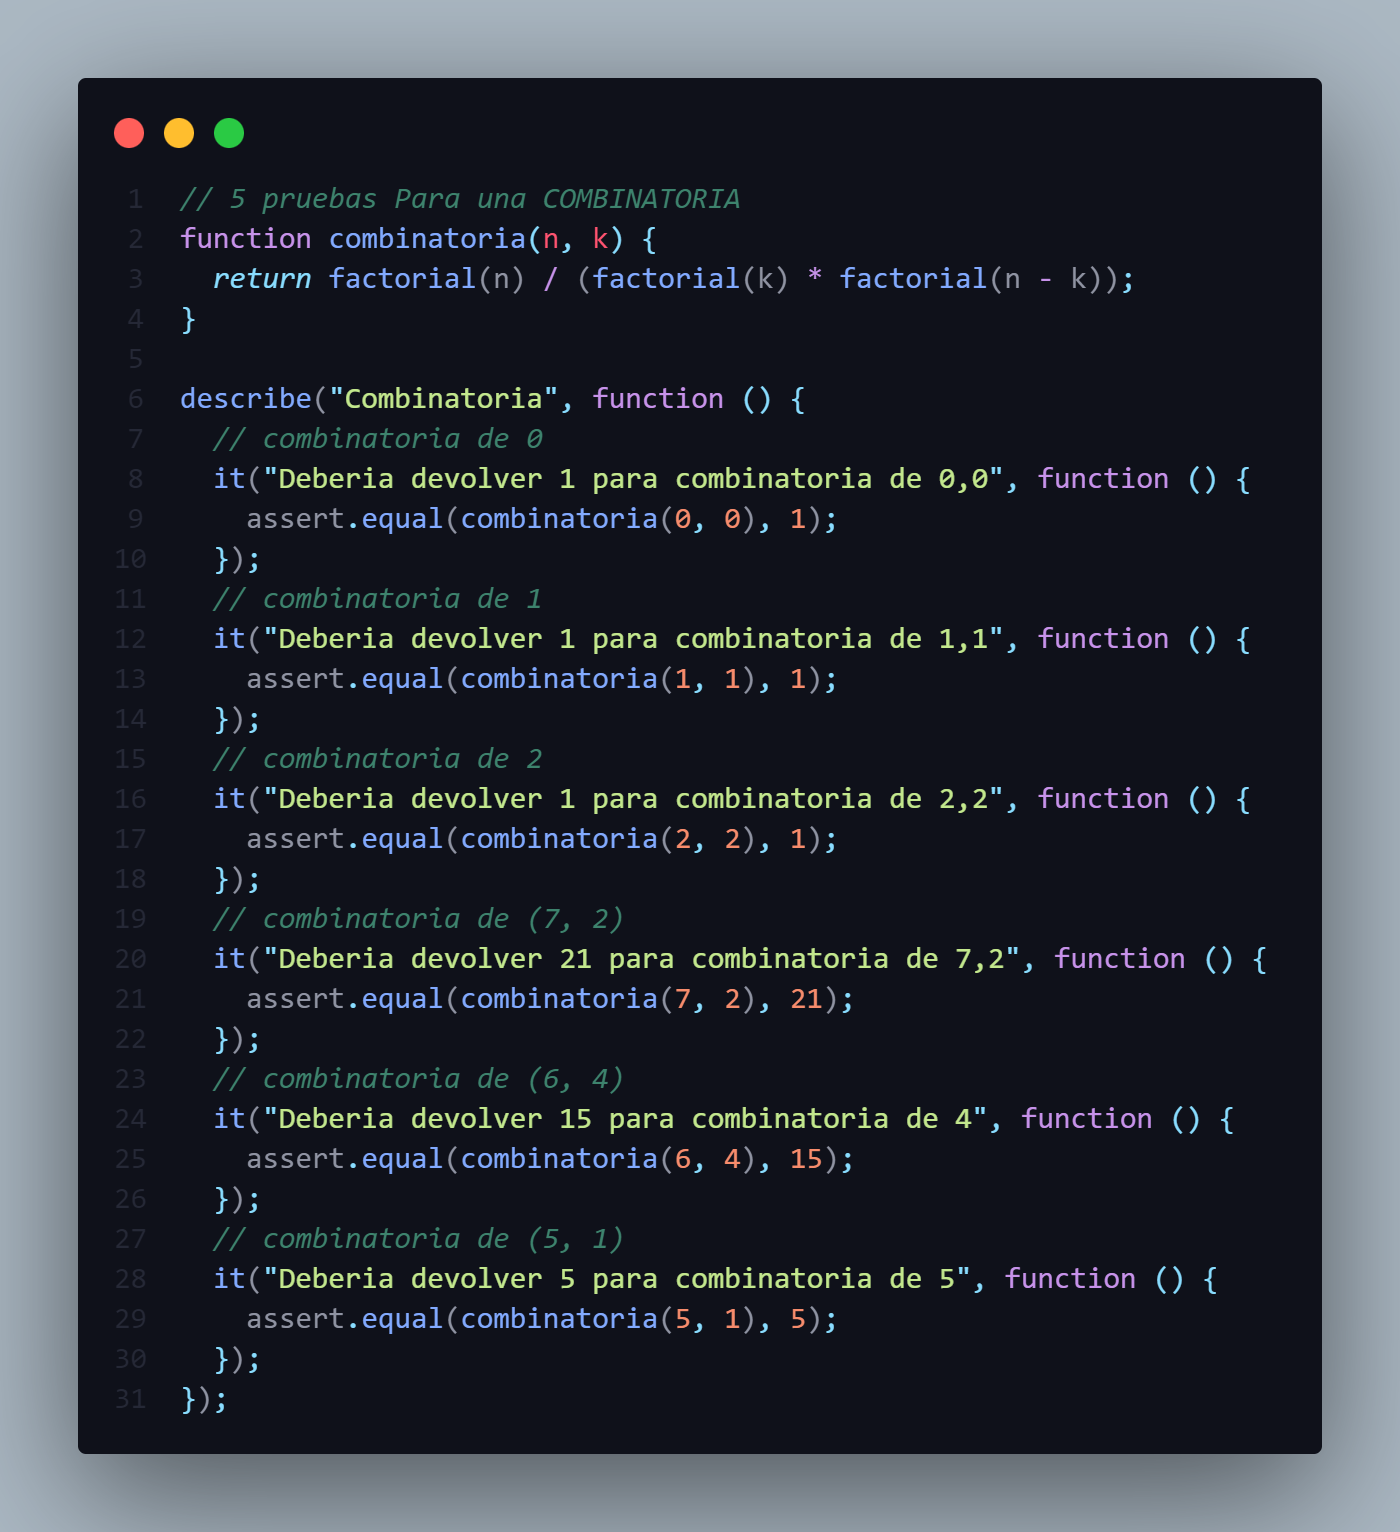 1 // 5 pruebas Para una COMBINATORIA
2 function combinatoria(n, k) {
3   return factorial(n) / (factorial(k) * factorial(n - k));
4 }
5
6 describe("Combinatoria", function () {
7   // combinatoria de 0
8   it("Deberia devolver 1 para combinatoria de 0,0", function () {
9     assert.equal(combinatoria(0, 0), 1);
10   });
11   // combinatoria de 1
12   it("Deberia devolver 1 para combinatoria de 1,1", function () {
13     assert.equal(combinatoria(1, 1), 1);
14   });
15   // combinatoria de 2
16   it("Deberia devolver 1 para combinatoria de 2,2", function () {
17     assert.equal(combinatoria(2, 2), 1);
18   });
19   // combinatoria de (7, 2)
20   it("Deberia devolver 21 para combinatoria de 7,2", function () {
21     assert.equal(combinatoria(7, 2), 21);
22   });
23   // combinatoria de (6, 4)
24   it("Deberia devolver 15 para combinatoria de 4", function () {
25     assert.equal(combinatoria(6, 4), 15);
26   });
27   // combinatoria de (5, 1)
28   it("Deberia devolver 5 para combinatoria de 5", function () {
29     assert.equal(combinatoria(5, 1), 5);
30   });
31 });